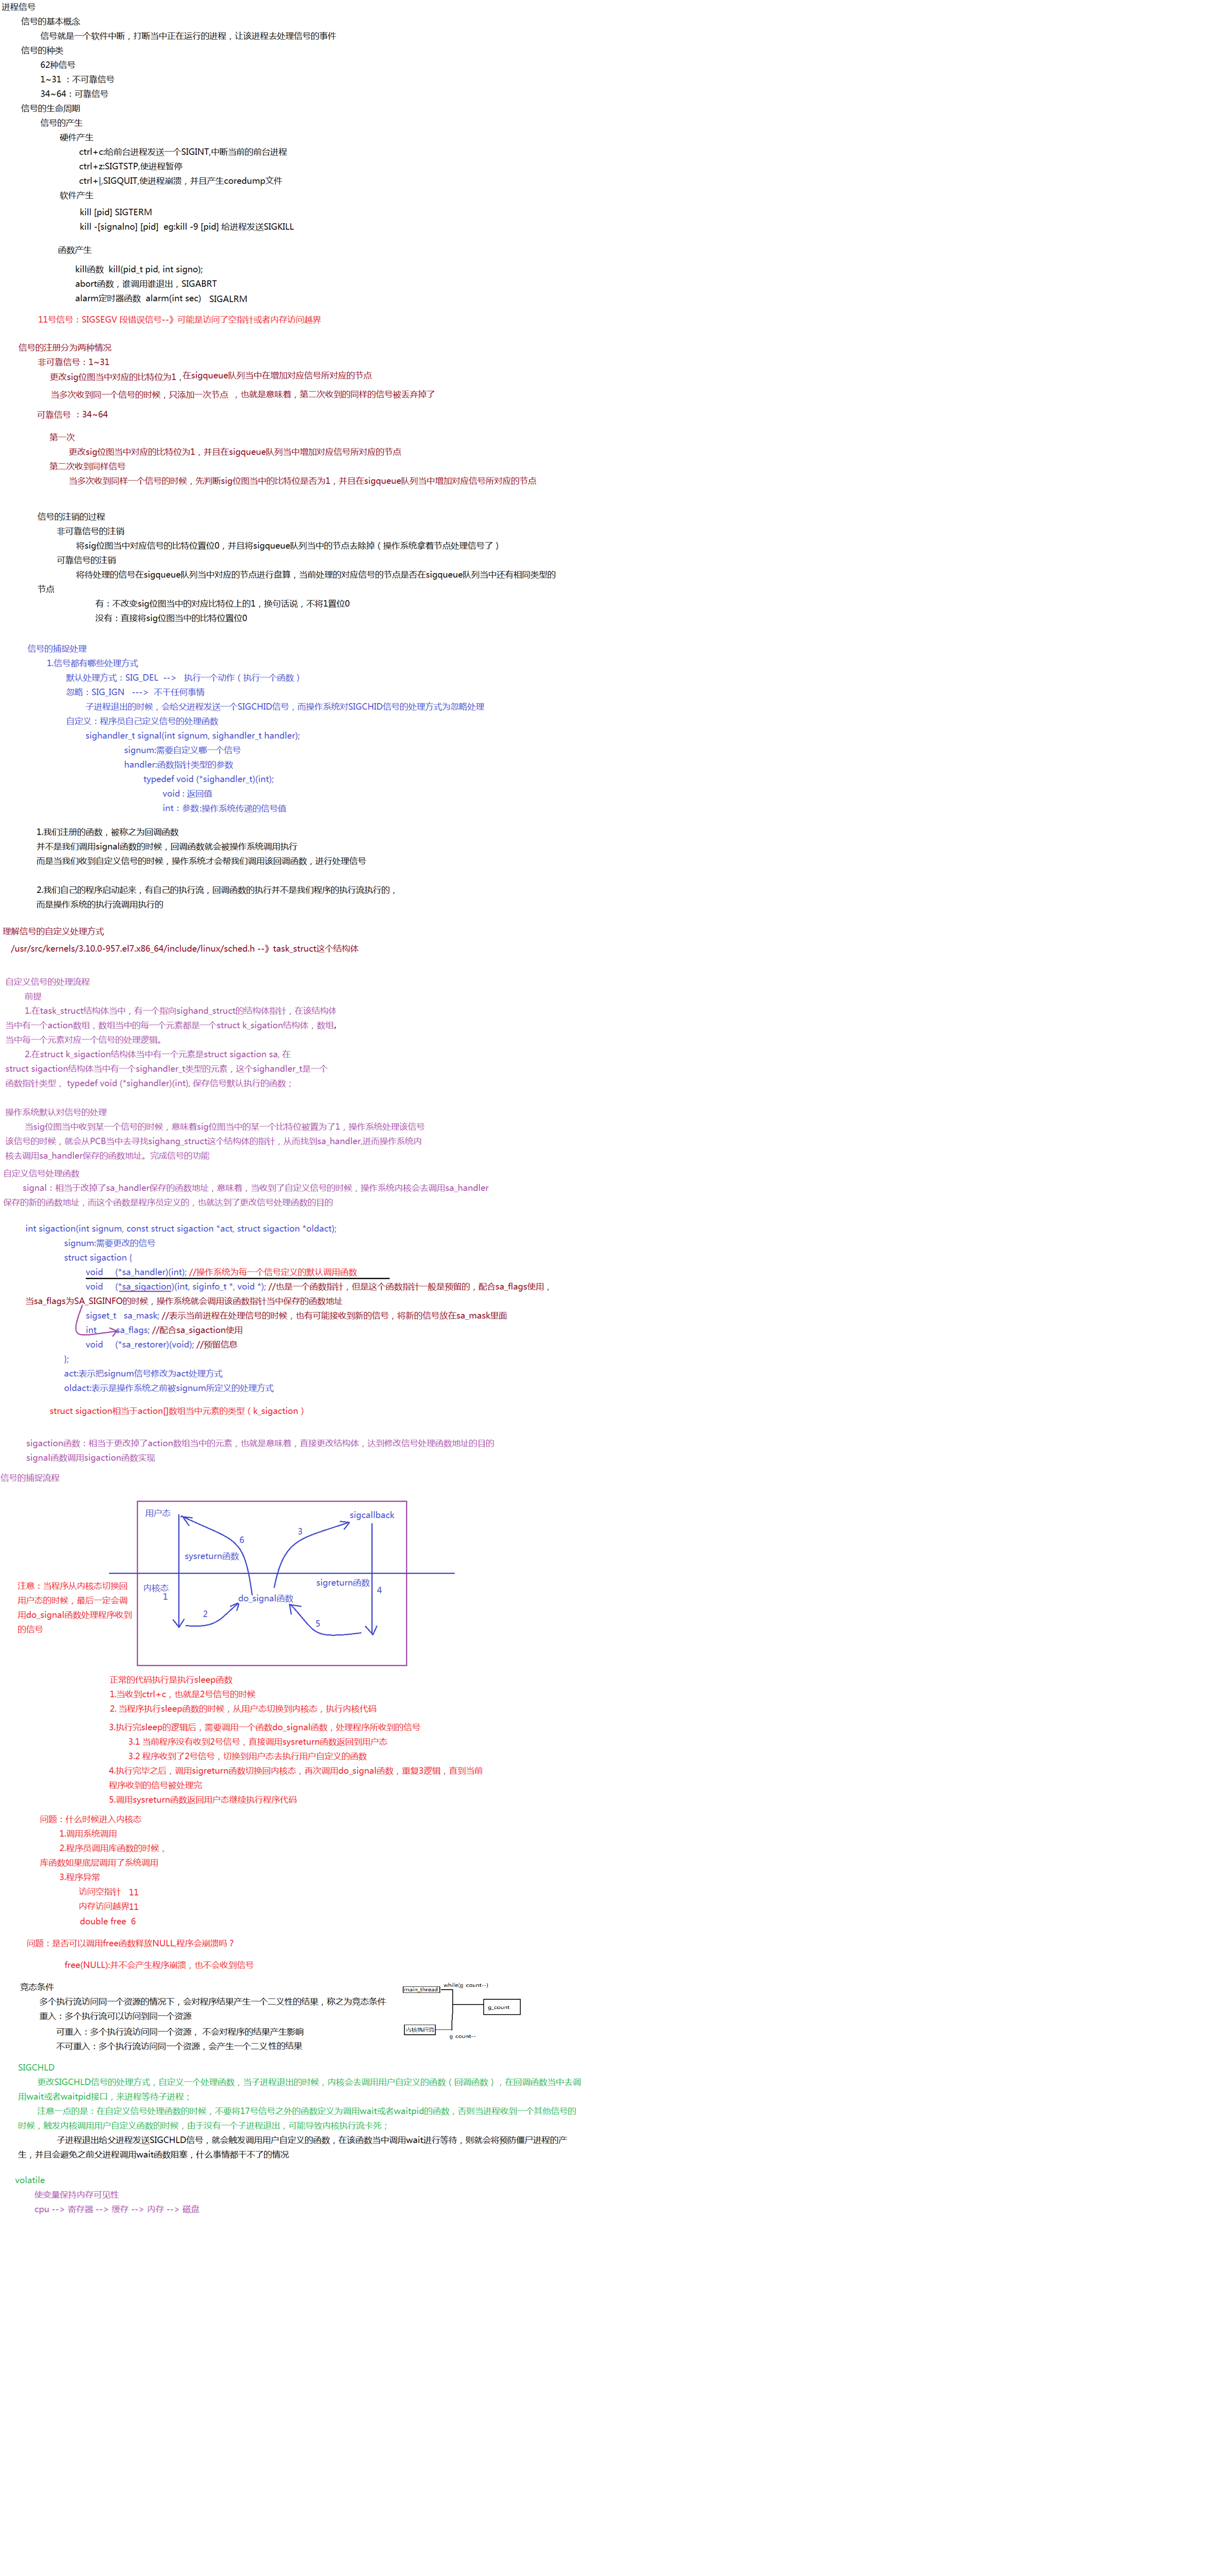 进程信号
信号的基本概念
信号就是一个软件中断，打断当中正在运行的进程，让该进程去处理信号的事件
信号的种类
62种信号
1~31 ：不可靠信号
34~64：可靠信号
信号的生命周期
信号的产生
硬件产生
ctrl+c:给前台进程发送一个SIGINT,中断当前的前台进程
ctrl+z:SIGTSTP,使进程暂停
ctrl+|,SIGQUIT,使进程崩溃，并且产生coredump文件
软件产生
kill [pid] SIGTERM
kill -[signalno] [pid] eg:kill -9 [pid] 给进程发送SIGKILL
函数产生
kill函数 kill(pid_t pid, int signo);
abort函数，谁调用谁退出，SIGABRT
alarm定时器函数 alarm(int sec) SIGALRM
11号信号：SIGSEGV 段错误信号--》可能是访问了空指针或者内存访问越界
信号的注册分为两种情况
非可靠信号：1~31
更改sig位图当中对应的比特位为1，在sigqueue队列当中在增加对应信号所对应的节点
当多次收到同一个信号的时候，只添加一次节点 ，也就是意味着，第二次收到的同样的信号被丢弃掉了
可靠信号 ：34~64
第一次
更改sig位图当中对应的比特位为1，并且在sigqueue队列当中增加对应信号所对应的节点
第二次收到同样信号
当多次收到同样一个信号的时候，先判断sig位图当中的比特位是否为1，并且在sigqueue队列当中增加对应信号所对应的节点
信号的注销的过程
非可靠信号的注销
将sig位图当中对应信号的比特位置位0，并且将sigqueue队列当中的节点去除掉（操作系统拿着节点处理信号了）
可靠信号的注销
将待处理的信号在sigqueue队列当中对应的节点进行盘算，当前处理的对应信号的节点是否在sigqueue队列当中还有相同类型的
节点
有：不改变sig位图当中的对应比特位上的1，换句话说，不将1置位0
没有：直接将sig位图当中的比特位置位0
信号的捕捉处理
1.信号都有哪些处理方式
默认处理方式：SIG_DEL --> 执行一个动作（执行一个函数）
忽略：SIG_IGN ---> 不干任何事情
子进程退出的时候，会给父进程发送一个SIGCHID信号，而操作系统对SIGCHID信号的处理方式为忽略处理
自定义：程序员自己定义信号的处理函数
sighandler_t signal(int signum, sighandler_t handler);
signum:需要自定义哪一个信号
handler:函数指针类型的参数
typedef void (*sighandler_t)(int);
void：返回值
int：参数:操作系统传递的信号值
1.我们注册的函数，被称之为回调函数
并不是我们调用signal函数的时候，回调函数就会被操作系统调用执行
而是当我们收到自定义信号的时候，操作系统才会帮我们调用该回调函数，进行处理信号
2.我们自己的程序启动起来，有自己的执行流，回调函数的执行并不是我们程序的执行流执行的，
而是操作系统的执行流调用执行的
理解信号的自定义处理方式
/usr/src/kernels/3.10.0-957.el7.x86_64/include/linux/sched.h --》task_struct这个结构体
自定义信号的处理流程
前提
1.在task_struct结构体当中，有一个指向sighand_struct的结构体指针，在该结构体
当中有一个action数组，数组当中的每一个元素都是一个struct k_sigation结构体，数组。
当中每一个元素对应一个信号的处理逻辑。
2.在struct k_sigaction结构体当中有一个元素是struct sigaction sa, 在
struct sigaction结构体当中有一个sighandler_t类型的元素，这个sighandler_t是一个
函数指针类型， typedef void (*sighandler)(int), 保存信号默认执行的函数；
操作系统默认对信号的处理
当sig位图当中收到某一个信号的时候，意味着sig位图当中的某一个比特位被置为了1，操作系统处理该信号
该信号的时候，就会从PCB当中去寻找sighang_struct这个结构体的指针，从而找到sa_handler,进而操作系统内
核去调用sa_handler保存的函数地址。完成信号的功能
自定义信号处理函数
signal：相当于改掉了sa_handler保存的函数地址，意味着，当收到了自定义信号的时候，操作系统内核会去调用sa_handler
保存的新的函数地址，而这个函数是程序员定义的，也就达到了更改信号处理函数的目的
int sigaction(int signum, const struct sigaction *act, struct sigaction *oldact);
signum:需要更改的信号
struct sigaction {
void (*sa_handler)(int); //操作系统为每一个信号定义的默认调用函数
void (*sa_sigaction)(int, siginfo_t *, void *); //也是一个函数指针，但是这个函数指针一般是预留的，配合sa_flags使用，
当sa_flags为SA_SIGINFO的时候，操作系统就会调用该函数指针当中保存的函数地址
sigset_t sa_mask; //表示当前进程在处理信号的时候，也有可能接收到新的信号，将新的信号放在sa_mask里面
int sa_flags; //配合sa_sigaction使用
void (*sa_restorer)(void); //预留信息
};
act:表示把signum信号修改为act处理方式
oldact:表示是操作系统之前被signum所定义的处理方式
struct sigaction相当于action[]数组当中元素的类型（k_sigaction）
sigaction函数：相当于更改掉了action数组当中的元素，也就是意味着，直接更改结构体，达到修改信号处理函数地址的目的
signal函数调用sigaction函数实现
信号的捕捉流程
用户态
sigcallback
6
3
sysreturn函数
sigreturn函数
内核态
1
4
do_signal函数
2
5
注意：当程序从内核态切换回
用户态的时候，最后一定会调
用do_signal函数处理程序收到
的信号
正常的代码执行是执行sleep函数
1.当收到ctrl+c，也就是2号信号的时候
2. 当程序执行sleep函数的时候，从用户态切换到内核态，执行内核代码
3.执行完sleep的逻辑后，需要调用一个函数do_signal函数，处理程序所收到的信号
3.1 当前程序没有收到2号信号，直接调用sysreturn函数返回到用户态
3.2 程序收到了2号信号，切换到用户态去执行用户自定义的函数
4.执行完毕之后，调用sigreturn函数切换回内核态，再次调用do_signal函数，重复3逻辑，直到当前
程序收到的信号被处理完
5.调用sysreturn函数返回用户态继续执行程序代码
问题：什么时候进入内核态
1.调用系统调用
2.程序员调用库函数的时候，
库函数如果底层调用了系统调用
3.程序异常
访问空指针 11
内存访问越界11
double free 6
问题：是否可以调用free函数释放NULL,程序会崩溃吗？
free(NULL):并不会产生程序崩溃，也不会收到信号
竞态条件
多个执行流访问同一个资源的情况下，会对程序结果产生一个二义性的结果，称之为竞态条件
重入：多个执行流可以访问到同一个资源
可重入：多个执行流访问同一个资源， 不会对程序的结果产生影响
不可重入：多个执行流访问同一个资源，会产生一个二义性的结果
while(g_count--)
main_thread
g_count
内核执行流
g_count--
SIGCHLD
更改SIGCHLD信号的处理方式，自定义一个处理函数，当子进程退出的时候，内核会去调用用户自定义的函数（回调函数），在回调函数当中去调
用wait或者waitpid接口，来进程等待子进程；
注意一点的是：在自定义信号处理函数的时候，不要将17号信号之外的函数定义为调用wait或者waitpid的函数，否则当进程收到一个其他信号的
时候，触发内核调用用户自定义函数的时候，由于没有一个子进程退出，可能导致内核执行流卡死；
子进程退出给父进程发送SIGCHLD信号，就会触发调用用户自定义的函数，在该函数当中调用wait进行等待，则就会将预防僵尸进程的产
生，并且会避免之前父进程调用wait函数阻塞，什么事情都干不了的情况
volatile
使变量保持内存可见性
cpu --> 寄存器 --> 缓存 --> 内存 --> 磁盘